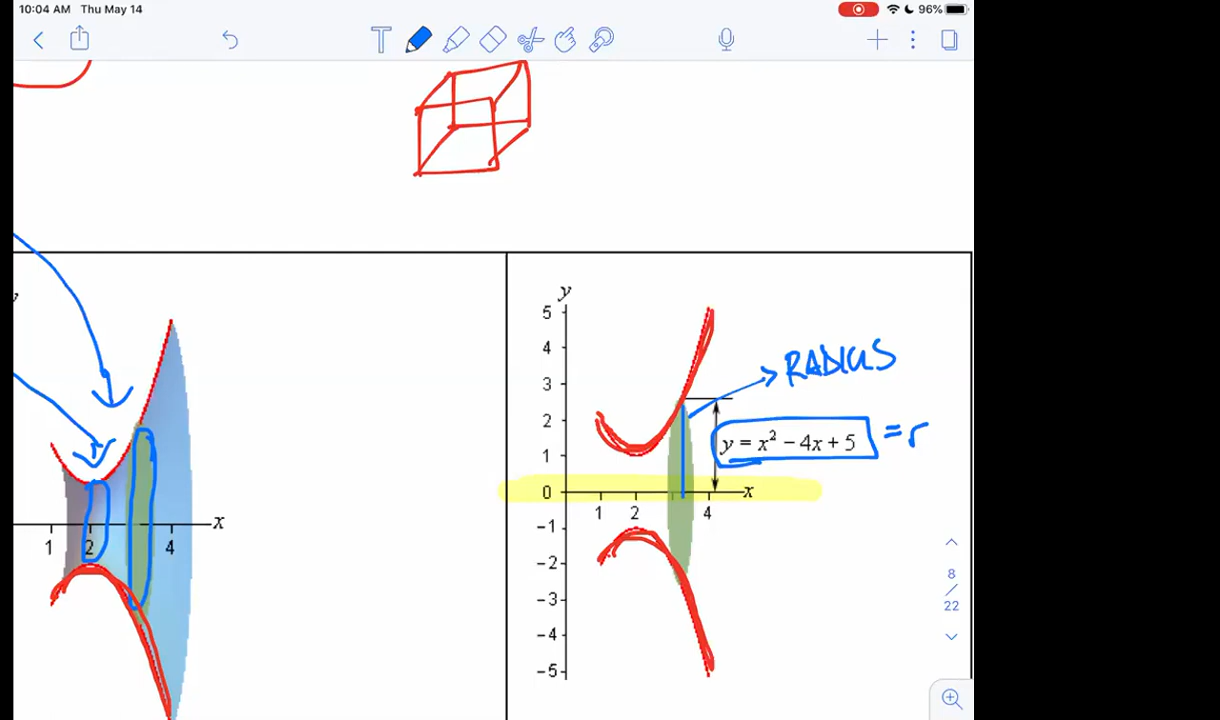 10:04 AM Thu May 14
96%
T
y
x
1 2 4
y
5
4
3
2
1
0
-1
-2
-3
-4
-5
1 2 4
x
→ RADIUS
y = x² − 4x + 5 = r
8
/
22